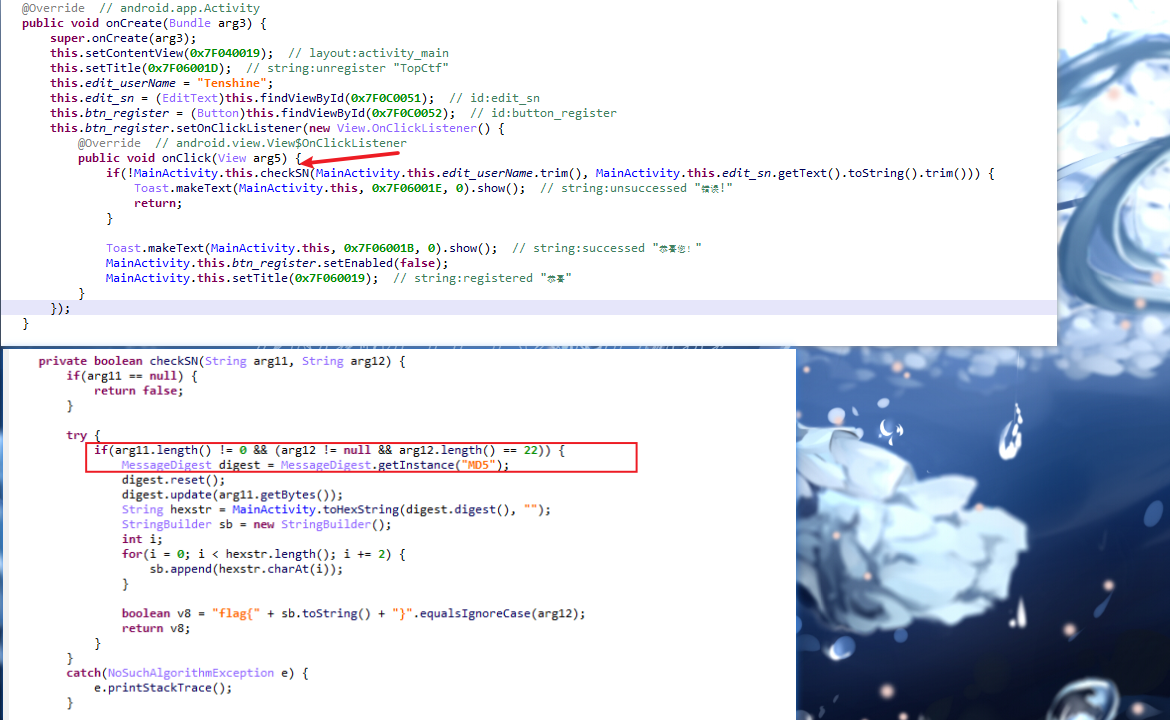 @Override  // android.app.Activity
public void onCreate(Bundle arg3) {
    super.onCreate(arg3);
    this.setContentView(0x7F040019);  // layout:activity_main
    this.setTitle(0x7F06001D);  // string:unregister "TopCtf"
    this.edit_userName = "Tenshine";
    this.edit_sn = (EditText)this.findViewById(0x7F0C0051);  // id:edit_sn
    this.btn_register = (Button)this.findViewById(0x7F0C0052);  // id:button_register
    this.btn_register.setOnClickListener(new View.OnClickListener() {
        @Override  // android.view.View$OnClickListener
        public void onClick(View arg5) {
            if(!MainActivity.this.checkSN(MainActivity.this.edit_userName.trim(), MainActivity.this.edit_sn.getText().toString().trim())) {
                Toast.makeText(MainActivity.this, 0x7F06001E, 0).show();  // string:unsuccessed "错误!"
                return;
            }

            Toast.makeText(MainActivity.this, 0x7F06001B, 0).show();  // string:successed "恭喜您!"
            MainActivity.this.btn_register.setEnabled(false);
            MainActivity.this.setTitle(0x7F060019);  // string:registered "恭喜"
        }
    });
}
private boolean checkSN(String arg11, String arg12) {
    if(arg11 == null) {
        return false;
    }

    try {
        if(arg11.length() != 0 && (arg12 != null && arg12.length() == 22)) {
            MessageDigest digest = MessageDigest.getInstance("MD5");
            digest.reset();
            digest.update(arg11.getBytes());
            String hexstr = MainActivity.toHexString(digest.digest(), "");
            StringBuilder sb = new StringBuilder();
            int i;
            for(i = 0; i < hexstr.length(); i += 2) {
                sb.append(hexstr.charAt(i));
            }

            boolean v8 = "flag{" + sb.toString() + "}".equalsIgnoreCase(arg12);
            return v8;
        }
    }
    catch(NoSuchAlgorithmException e) {
        e.printStackTrace();
    }